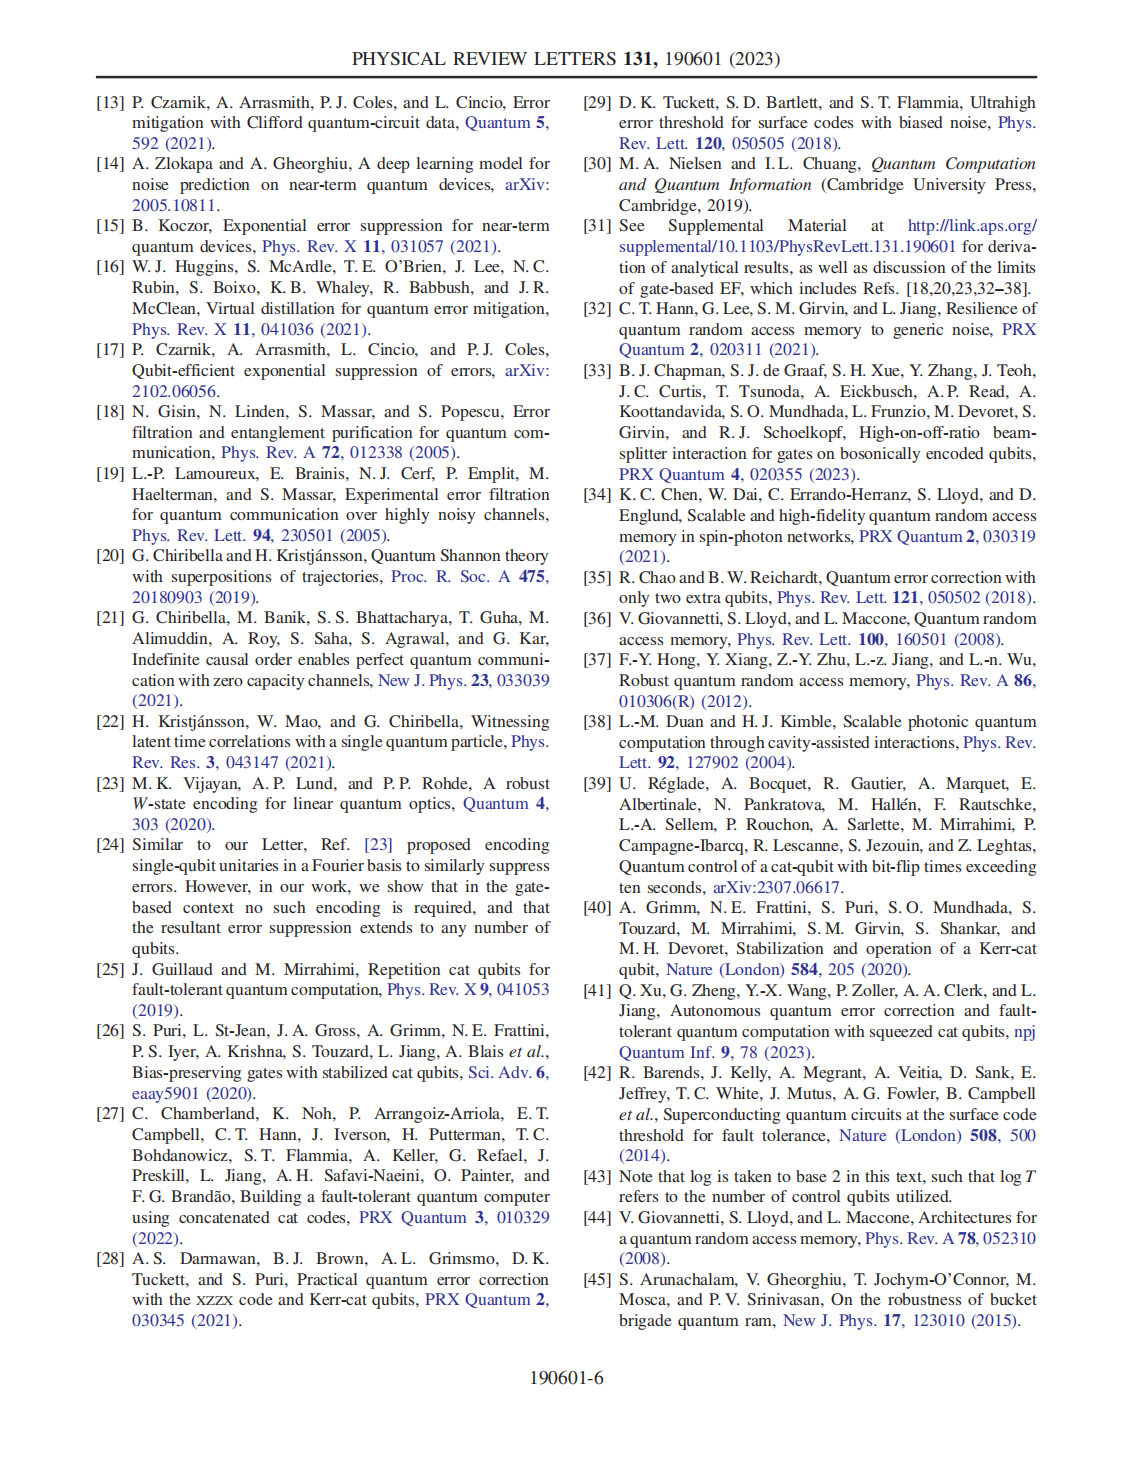 PHYSICAL REVIEW LETTERS 131, 190601 (2023)
[13] P. Czarnik, A. Arrasmith, P. J. Coles, and L. Cincio, Error
mitigation with Clifford quantum-circuit data, Quantum 5,
592 (2021).
[14] A. Zlokapa and A. Gheorghiu, A deep learning model for
noise prediction on near-term quantum devices, arXiv:
2005.10811.
[15] B. Koczor, Exponential error suppression for near-term
quantum devices, Phys. Rev. X 11, 031057 (2021).
[16] W. J. Huggins, S. McArdle, T. E. O'Brien, J. Lee, N. C.
Rubin, S. Boixo, K. B. Whaley, R. Babbush, and J. R.
McClean, Virtual distillation for quantum error mitigation,
Phys. Rev. X 11, 041036 (2021).
[17] P. Czarnik, A. Arrasmith, L. Cincio, and P. J. Coles,
Qubit-efficient exponential suppression of errors, arXiv:
2102.06056.
[18] N. Gisin, N. Linden, S. Massar, and S. Popescu, Error
filtration and entanglement purification for quantum com-
munication, Phys. Rev. A 72, 012338 (2005).
[19] L.-P. Lamoureux, E. Brainis, N. J. Cerf, P. Emplit, M.
Haelterman, and S. Massar, Experimental error filtration
for quantum communication over highly noisy channels,
Phys. Rev. Lett. 94, 230501 (2005).
[20] G. Chiribella and H. Kristjánsson, Quantum Shannon theory
with superpositions of trajectories, Proc. R. Soc. A 475,
20180903 (2019).
[21] G. Chiribella, M. Banik, S. S. Bhattacharya, T. Guha, M.
Alimuddin, A. Roy, S. Saha, S. Agrawal, and G. Kar,
Indefinite causal order enables perfect quantum communi-
cation with zero capacity channels, New J. Phys. 23, 033039
(2021).
[22] H. Kristjánsson, W. Mao, and G. Chiribella, Witnessing
latent time correlations with a single quantum particle, Phys.
Rev. Res. 3, 043147 (2021).
[23] M. K. Vijayan, A. P. Lund, and P. P. Rohde, A robust
W-state encoding for linear quantum optics, Quantum 4,
303 (2020).
[24] Similar to our Letter, Ref. [23] proposed encoding
single-qubit unitaries in a Fourier basis to similarly suppress
errors. However, in our work, we show that in the gate-
based context no such encoding is required, and that
the resultant error suppression extends to any number of
qubits.
[25] J. Guillaud and M. Mirrahimi, Repetition cat qubits for
fault-tolerant quantum computation, Phys. Rev. X 9, 041053
(2019).
[26] S. Puri, L. St-Jean, J. A. Gross, A. Grimm, N. E. Frattini,
P. S. Iyer, A. Krishna, S. Touzard, L. Jiang, A. Blais et al.,
Bias-preserving gates with stabilized cat qubits, Sci. Adv. 6,
eaay5901 (2020).
[27] C. Chamberland, K. Noh, P. Arrangoiz-Arriola, E. T.
Campbell, C. T. Hann, J. Iverson, H. Putterman, T. C.
Bohdanowicz, S. T. Flammia, A. Keller, G. Refael, J.
Preskill, L. Jiang, A. H. Safavi-Naeini, O. Painter, and
F. G. Brandão, Building a fault-tolerant quantum computer
using concatenated cat codes, PRX Quantum 3, 010329
(2022).
[28] A. S. Darmawan, B. J. Brown, A. L. Grimsmo, D. K.
Tuckett, and S. Puri, Practical quantum error correction
with the XZZX code and Kerr-cat qubits, PRX Quantum 2,
030345 (2021).
[29] D. K. Tuckett, S. D. Bartlett, and S. T. Flammia, Ultrahigh
error threshold for surface codes with biased noise, Phys.
Rev. Lett. 120, 050505 (2018).
[30] M. A. Nielsen and I. L. Chuang, Quantum Computation
and Quantum Information (Cambridge University Press,
Cambridge, 2019).
[31] See Supplemental Material at http://link.aps.org/
supplemental/10.1103/PhysRevLett.131.190601 for deriva-
tion of analytical results, as well as discussion of the limits
of gate-based EF, which includes Refs. [18,20,23,32–38].
[32] C. T. Hann, G. Lee, S. M. Girvin, and L. Jiang, Resilience of
quantum random access memory to generic noise, PRX
Quantum 2, 020311 (2021).
[33] B. J. Chapman, S. J. de Graaf, S. H. Xue, Y. Zhang, J. Teoh,
J. C. Curtis, T. Tsunoda, A. Eickbusch, A. P. Read, A.
Koottandavida, S. O. Mundhada, L. Frunzio, M. Devoret, S.
Girvin, and R. J. Schoelkopf, High-on-off-ratio beam-
splitter interaction for gates on bosonically encoded qubits,
PRX Quantum 4, 020355 (2023).
[34] K. C. Chen, W. Dai, C. Errando-Herranz, S. Lloyd, and D.
Englund, Scalable and high-fidelity quantum random access
memory in spin-photon networks, PRX Quantum 2, 030319
(2021).
[35] R. Chao and B. W. Reichardt, Quantum error correction with
only two extra qubits, Phys. Rev. Lett. 121, 050502 (2018).
[36] V. Giovannetti, S. Lloyd, and L. Maccone, Quantum random
access memory, Phys. Rev. Lett. 100, 160501 (2008).
[37] F.-Y. Hong, Y. Xiang, Z.-Y. Zhu, L.-z. Jiang, and L.-n. Wu,
Robust quantum random access memory, Phys. Rev. A 86,
010306(R) (2012).
[38] L.-M. Duan and H. J. Kimble, Scalable photonic quantum
computation through cavity-assisted interactions, Phys. Rev.
Lett. 92, 127902 (2004).
[39] U. Réglade, A. Bocquet, R. Gautier, A. Marquet, E.
Albertinale, N. Pankratova, M. Hallén, F. Rautschke,
L.-A. Sellem, P. Rouchon, A. Sarlette, M. Mirrahimi, P.
Campagne-Ibarcq, R. Lescanne, S. Jezouin, and Z. Leghtas,
Quantum control of a cat-qubit with bit-flip times exceeding
ten seconds, arXiv:2307.06617.
[40] A. Grimm, N. E. Frattini, S. Puri, S. O. Mundhada, S.
Touzard, M. Mirrahimi, S. M. Girvin, S. Shankar, and
M. H. Devoret, Stabilization and operation of a Kerr-cat
qubit, Nature (London) 584, 205 (2020).
[41] Q. Xu, G. Zheng, Y.-X. Wang, P. Zoller, A. A. Clerk, and L.
Jiang, Autonomous quantum error correction and fault-
tolerant quantum computation with squeezed cat qubits, npj
Quantum Inf. 9, 78 (2023).
[42] R. Barends, J. Kelly, A. Megrant, A. Veitia, D. Sank, E.
Jeffrey, T. C. White, J. Mutus, A. G. Fowler, B. Campbell
et al., Superconducting quantum circuits at the surface code
threshold for fault tolerance, Nature (London) 508, 500
(2014).
[43] Note that log is taken to base 2 in this text, such that log T
refers to the number of control qubits utilized.
[44] V. Giovannetti, S. Lloyd, and L. Maccone, Architectures for
a quantum random access memory, Phys. Rev. A 78, 052310
(2008).
[45] S. Arunachalam, V. Gheorghiu, T. Jochym-O'Connor, M.
Mosca, and P. V. Srinivasan, On the robustness of bucket
brigade quantum ram, New J. Phys. 17, 123010 (2015).
190601-6